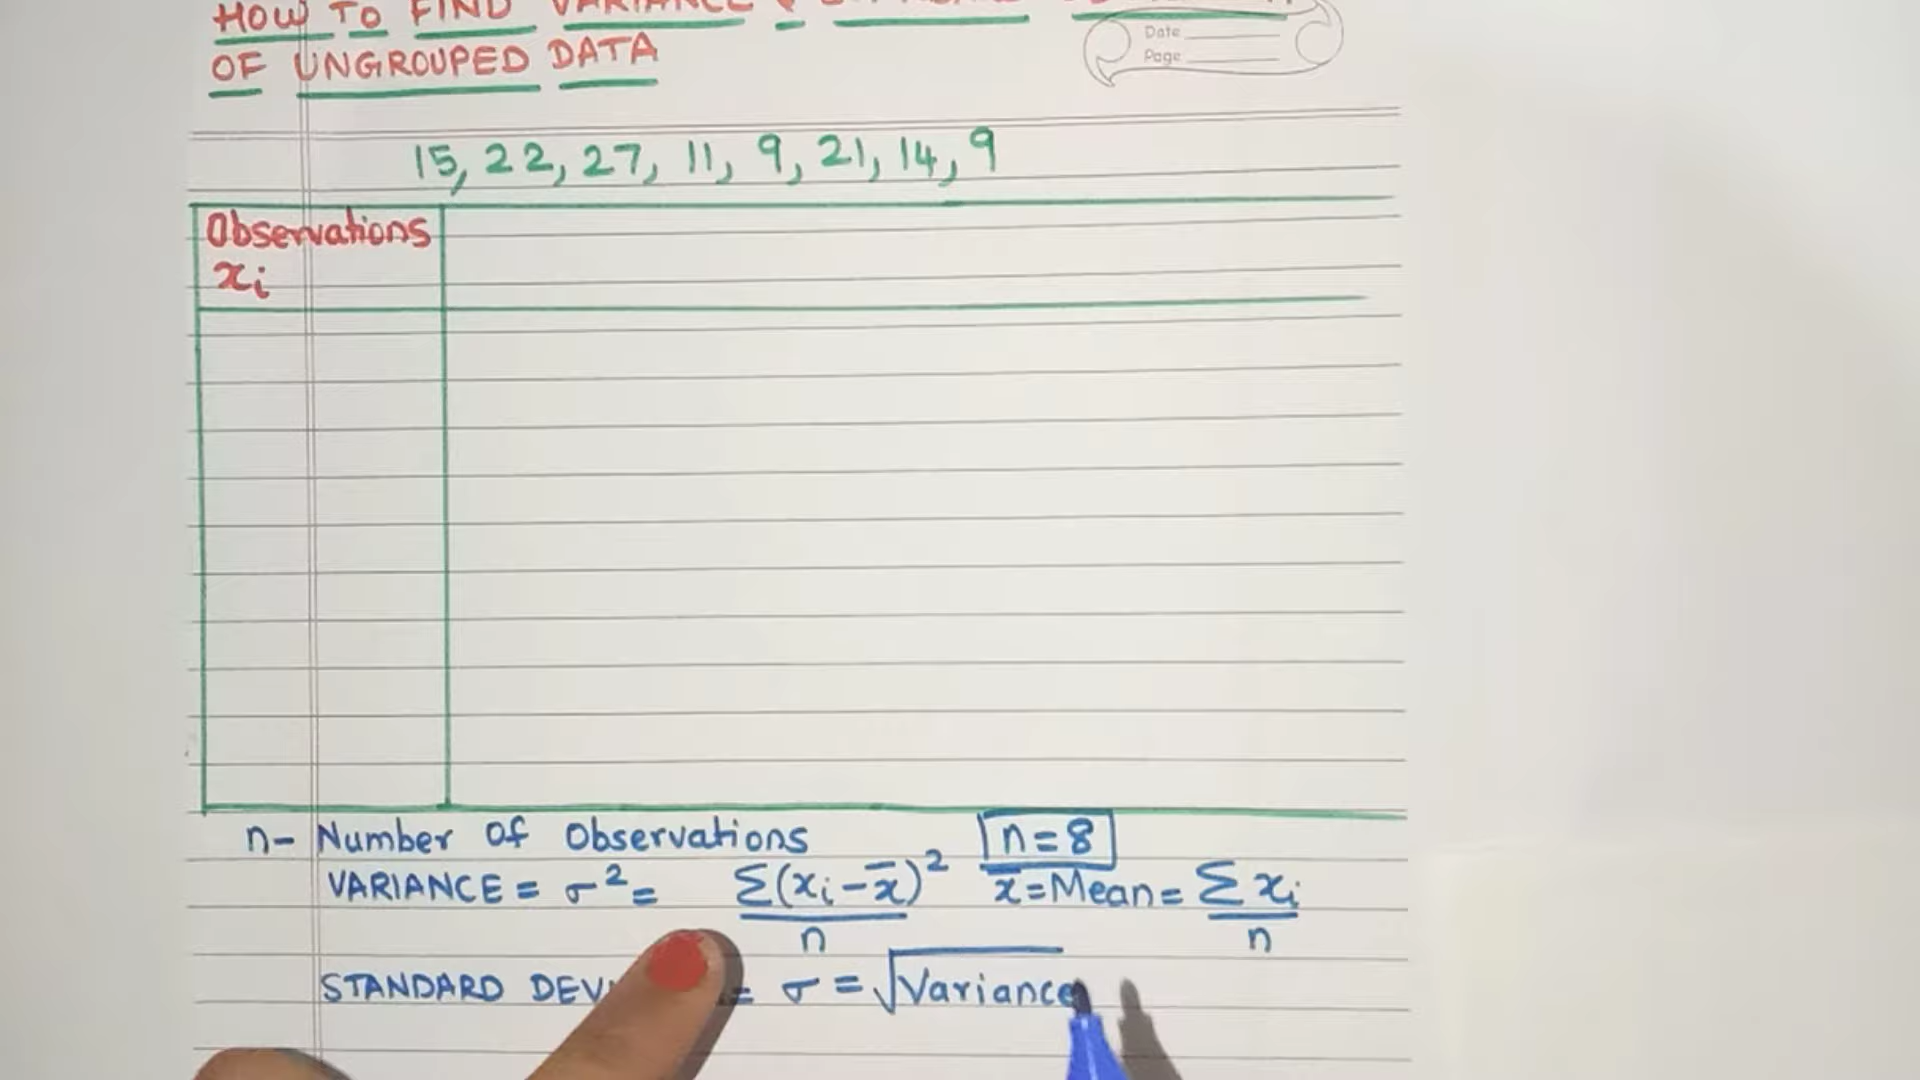 HOW TO FIND VARIANCE &
OF UNGROUPED DATA
Date
Page
15, 22, 27, 11, 9, 21, 14, 9
Observations
xᵢ
n- Number of Observations n=8
VARIANCE = σ² = Σ(xᵢ-x̄)²/n x̄=Mean= Σxᵢ/n
STANDARD = σ = √Variance